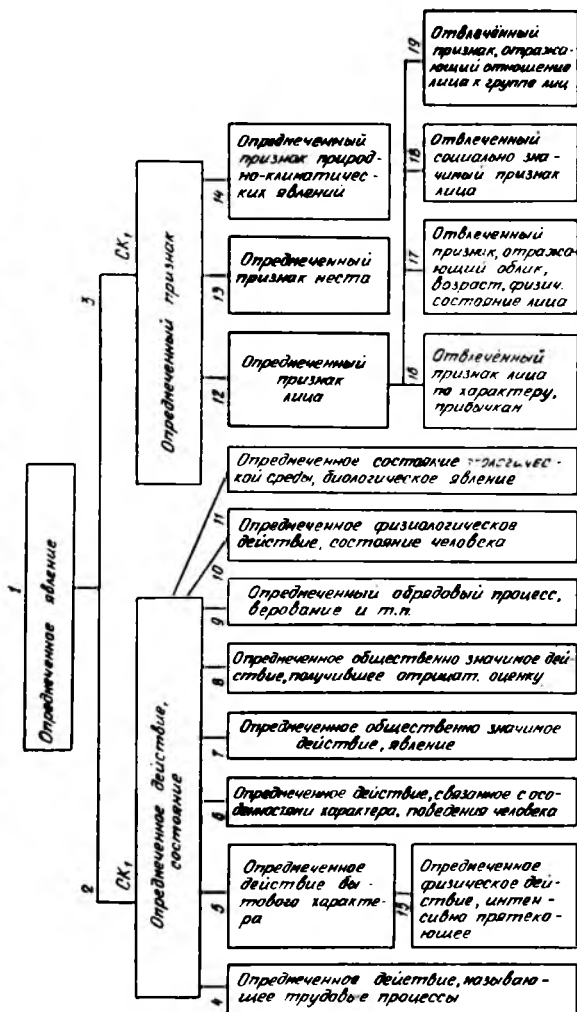 1
Опредмеченное явление
2
СК₁
3
СК₁
Опредмеченное действие,
состояние
Опредмеченный признак
4
Опредмеченное действие, называю-
щее трудовые процессы
5
Опредмеченное
действие бы-
тового характе-
ра
15
Опредмеченное
физическое дей-
ствие, интен-
сивно протека-
ющее
6
Опредмеченное действие, связанное с осо-
бенностями характера, поведения человека
7
Опредмеченное общественно значимое
действие, явление
8
Опредмеченное общественно значимое дей
ствие, получившее отрицат. оценку
9
Опредмеченный обрядовый процесс,
верование и т.п.
10
Опредмеченное физиологическое
действие, состояние человека
11
Опредмеченное состояние
кой среды, биологическое явление
12
Опредмеченный
признак
лица
13
Опредмеченный
признак места
14
Опредмеченный
признак природ-
но-климатичес-
ких явлений
16
Отвлечённый
признак лица
по характеру,
привычкам
17
Отвлеченный
признак, отража-
ющий облик,
возраст, физич.
состояние лица
18
Отвлеченный
социально зна-
чимый признак
лица
19
Отвлечённый
признак, отража-
ющий отношение
лица к группе лиц